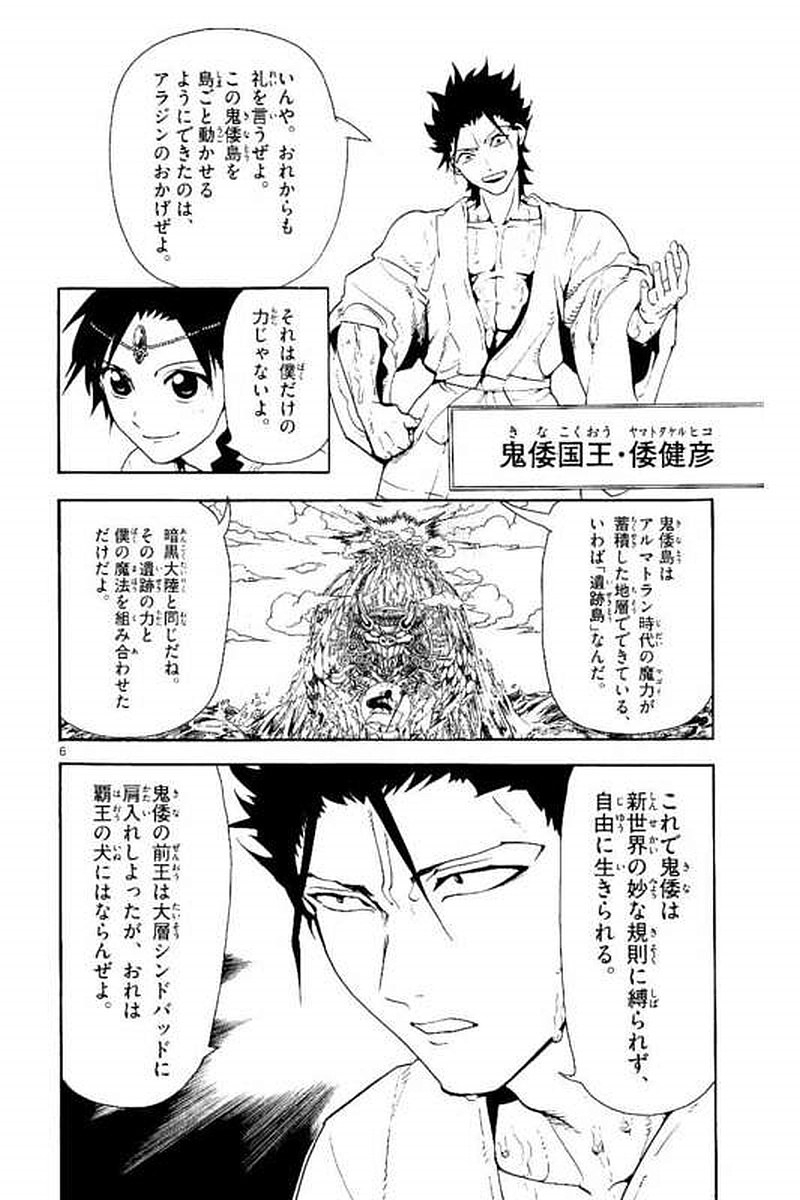 いんや。おれからも
礼を言うぜよ。
この鬼倭島を
島ごと動かせる
ようにできたのは、
アラジンのおかげぜよ。
鬼倭国王・倭健彦
それは僕だけの
力じゃないよ。
鬼倭島は
アルマトラン時代の魔力が
蓄積した地層でできている、
いわば「遺跡島」なんだ。
暗黒大陸と同じだね。
その遺跡の力と
僕の魔法を組み合わせた
だけだよ。
6
これで鬼倭は
新世界の妙な規則に縛られず、
自由に生きられる。
鬼倭の前王は大層シンドバッドに
肩入れしよったが、おれは
覇王の犬にはならんぜよ。